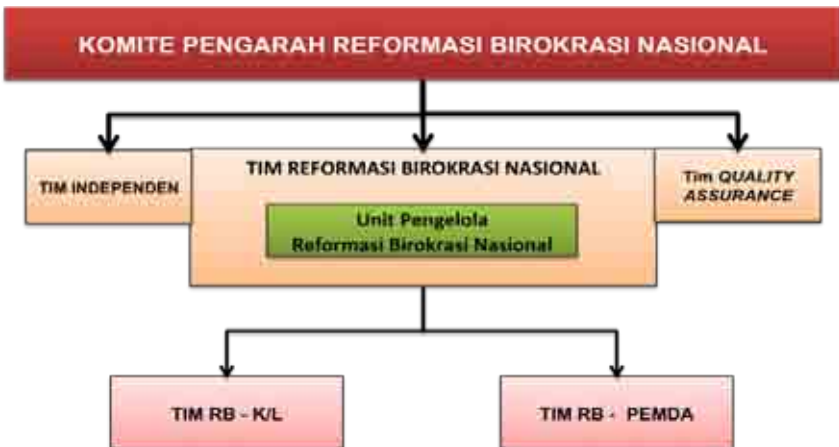 KOMITE PENGARAH REFORMASI BIROKRASI NASIONAL
TIM INDEPENDEN
TIM REFORMASI BIROKRASI NASIONAL
Unit Pengelola
Reformasi Birokrasi Nasional
Tim QUALITY
ASSURANCE
TIM RB - K/L
TIM RB - PEMDA